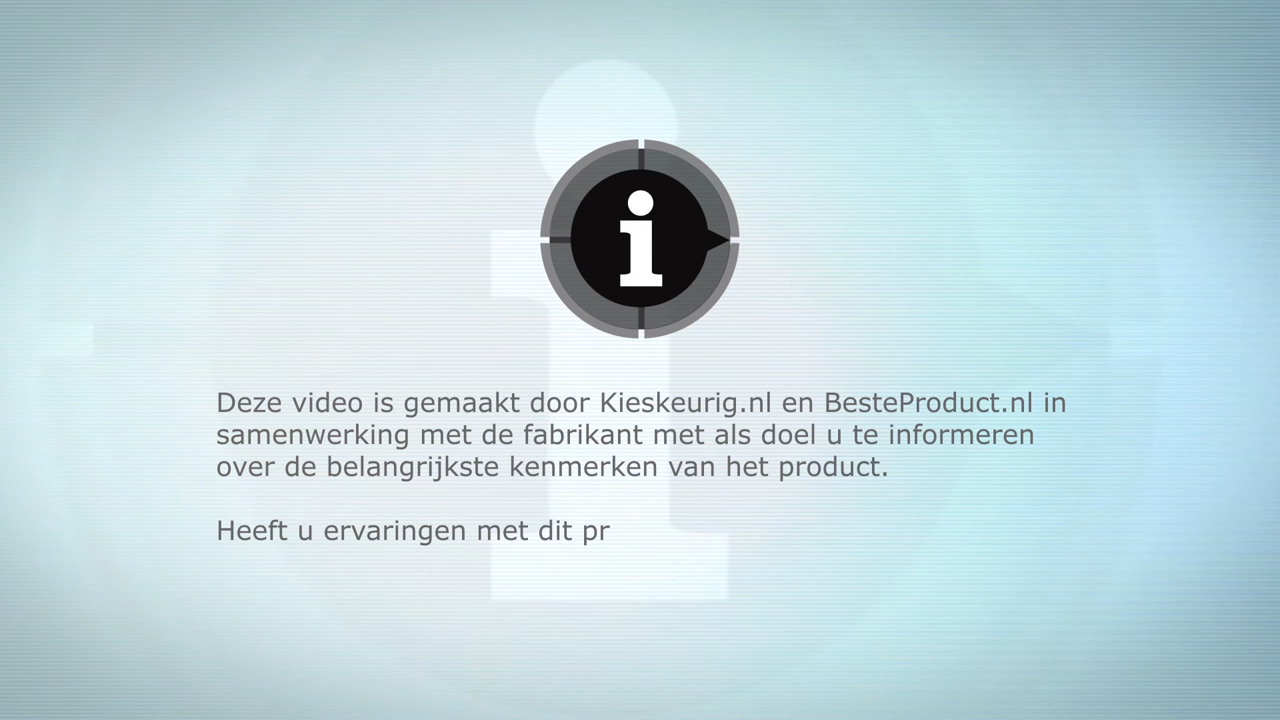 Deze video is gemaakt door Kieskeurig.nl en BesteProduct.nl in
samenwerking met de fabrikant met als doel u te informeren
over de belangrijkste kenmerken van het product.
Heeft u ervaringen met dit pr